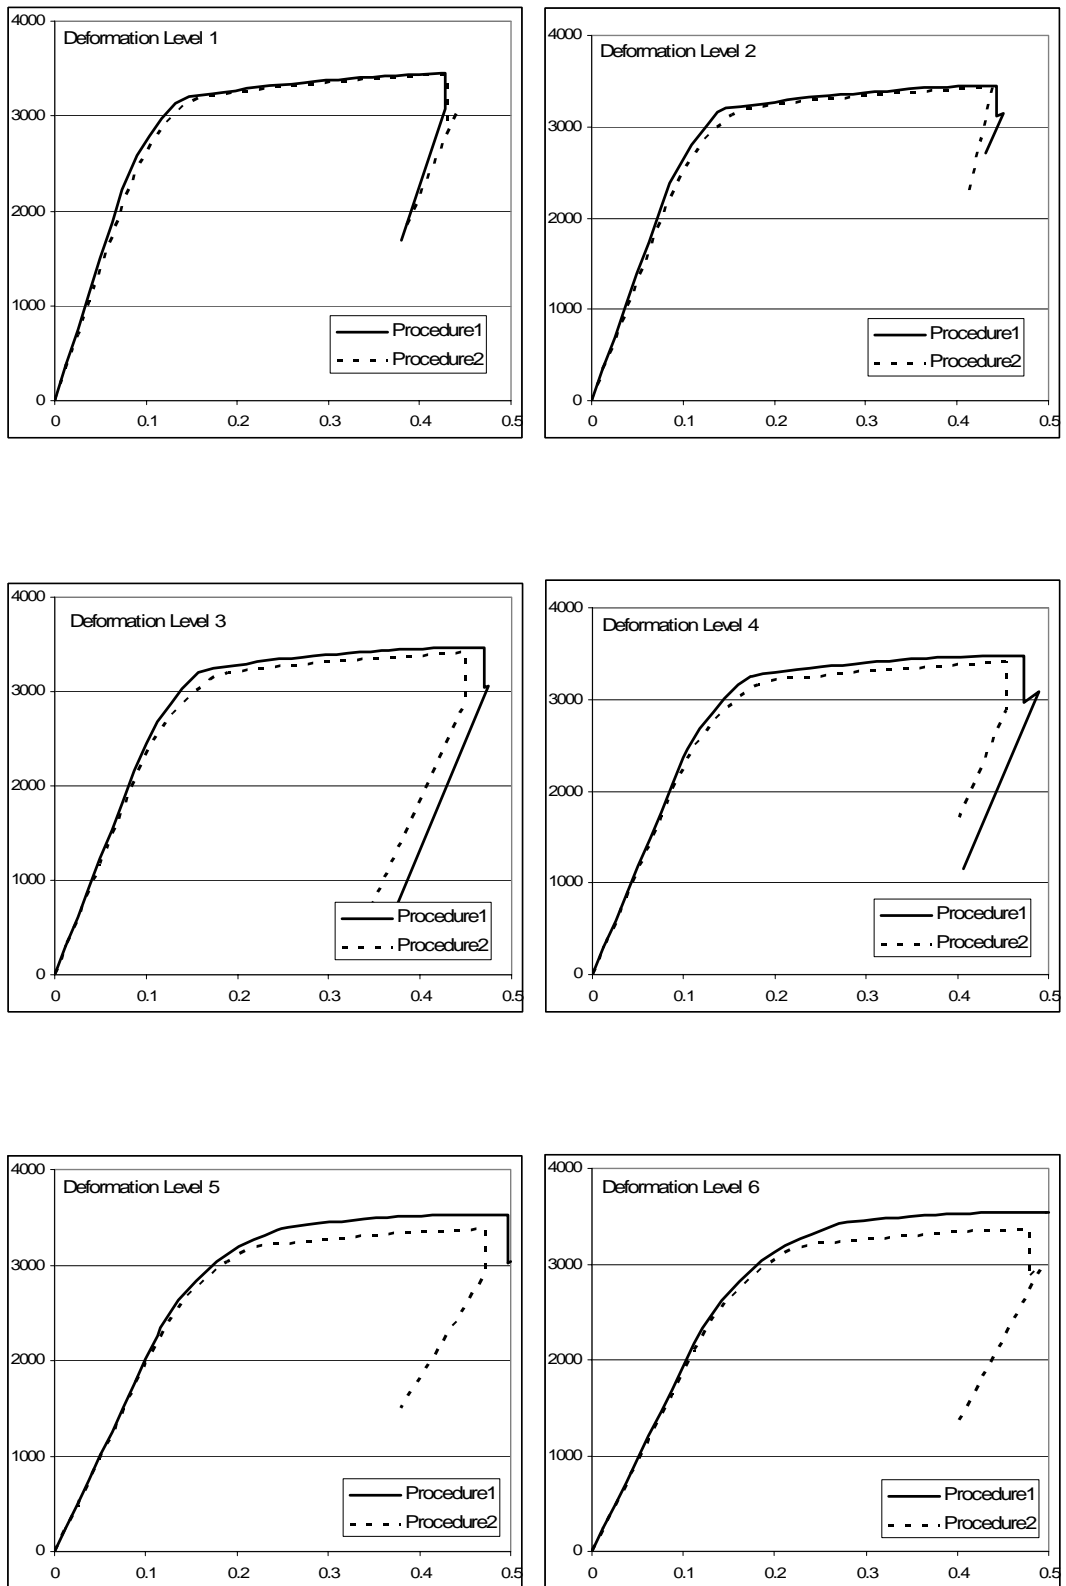 Deformation Level 1
4000
3000
2000
1000
0
Procedure1
Procedure2
0 0.1 0.2 0.3 0.4 0.5
Deformation Level 2
4000
3000
2000
1000
0
Procedure1
Procedure2
0 0.1 0.2 0.3 0.4 0.5
Deformation Level 3
4000
3000
2000
1000
0
Procedure1
Procedure2
0 0.1 0.2 0.3 0.4 0.5
Deformation Level 4
4000
3000
2000
1000
0
Procedure1
Procedure2
0 0.1 0.2 0.3 0.4 0.5
Deformation Level 5
4000
3000
2000
1000
0
Procedure1
Procedure2
0 0.1 0.2 0.3 0.4 0.5
Deformation Level 6
4000
3000
2000
1000
0
Procedure1
Procedure2
0 0.1 0.2 0.3 0.4 0.5